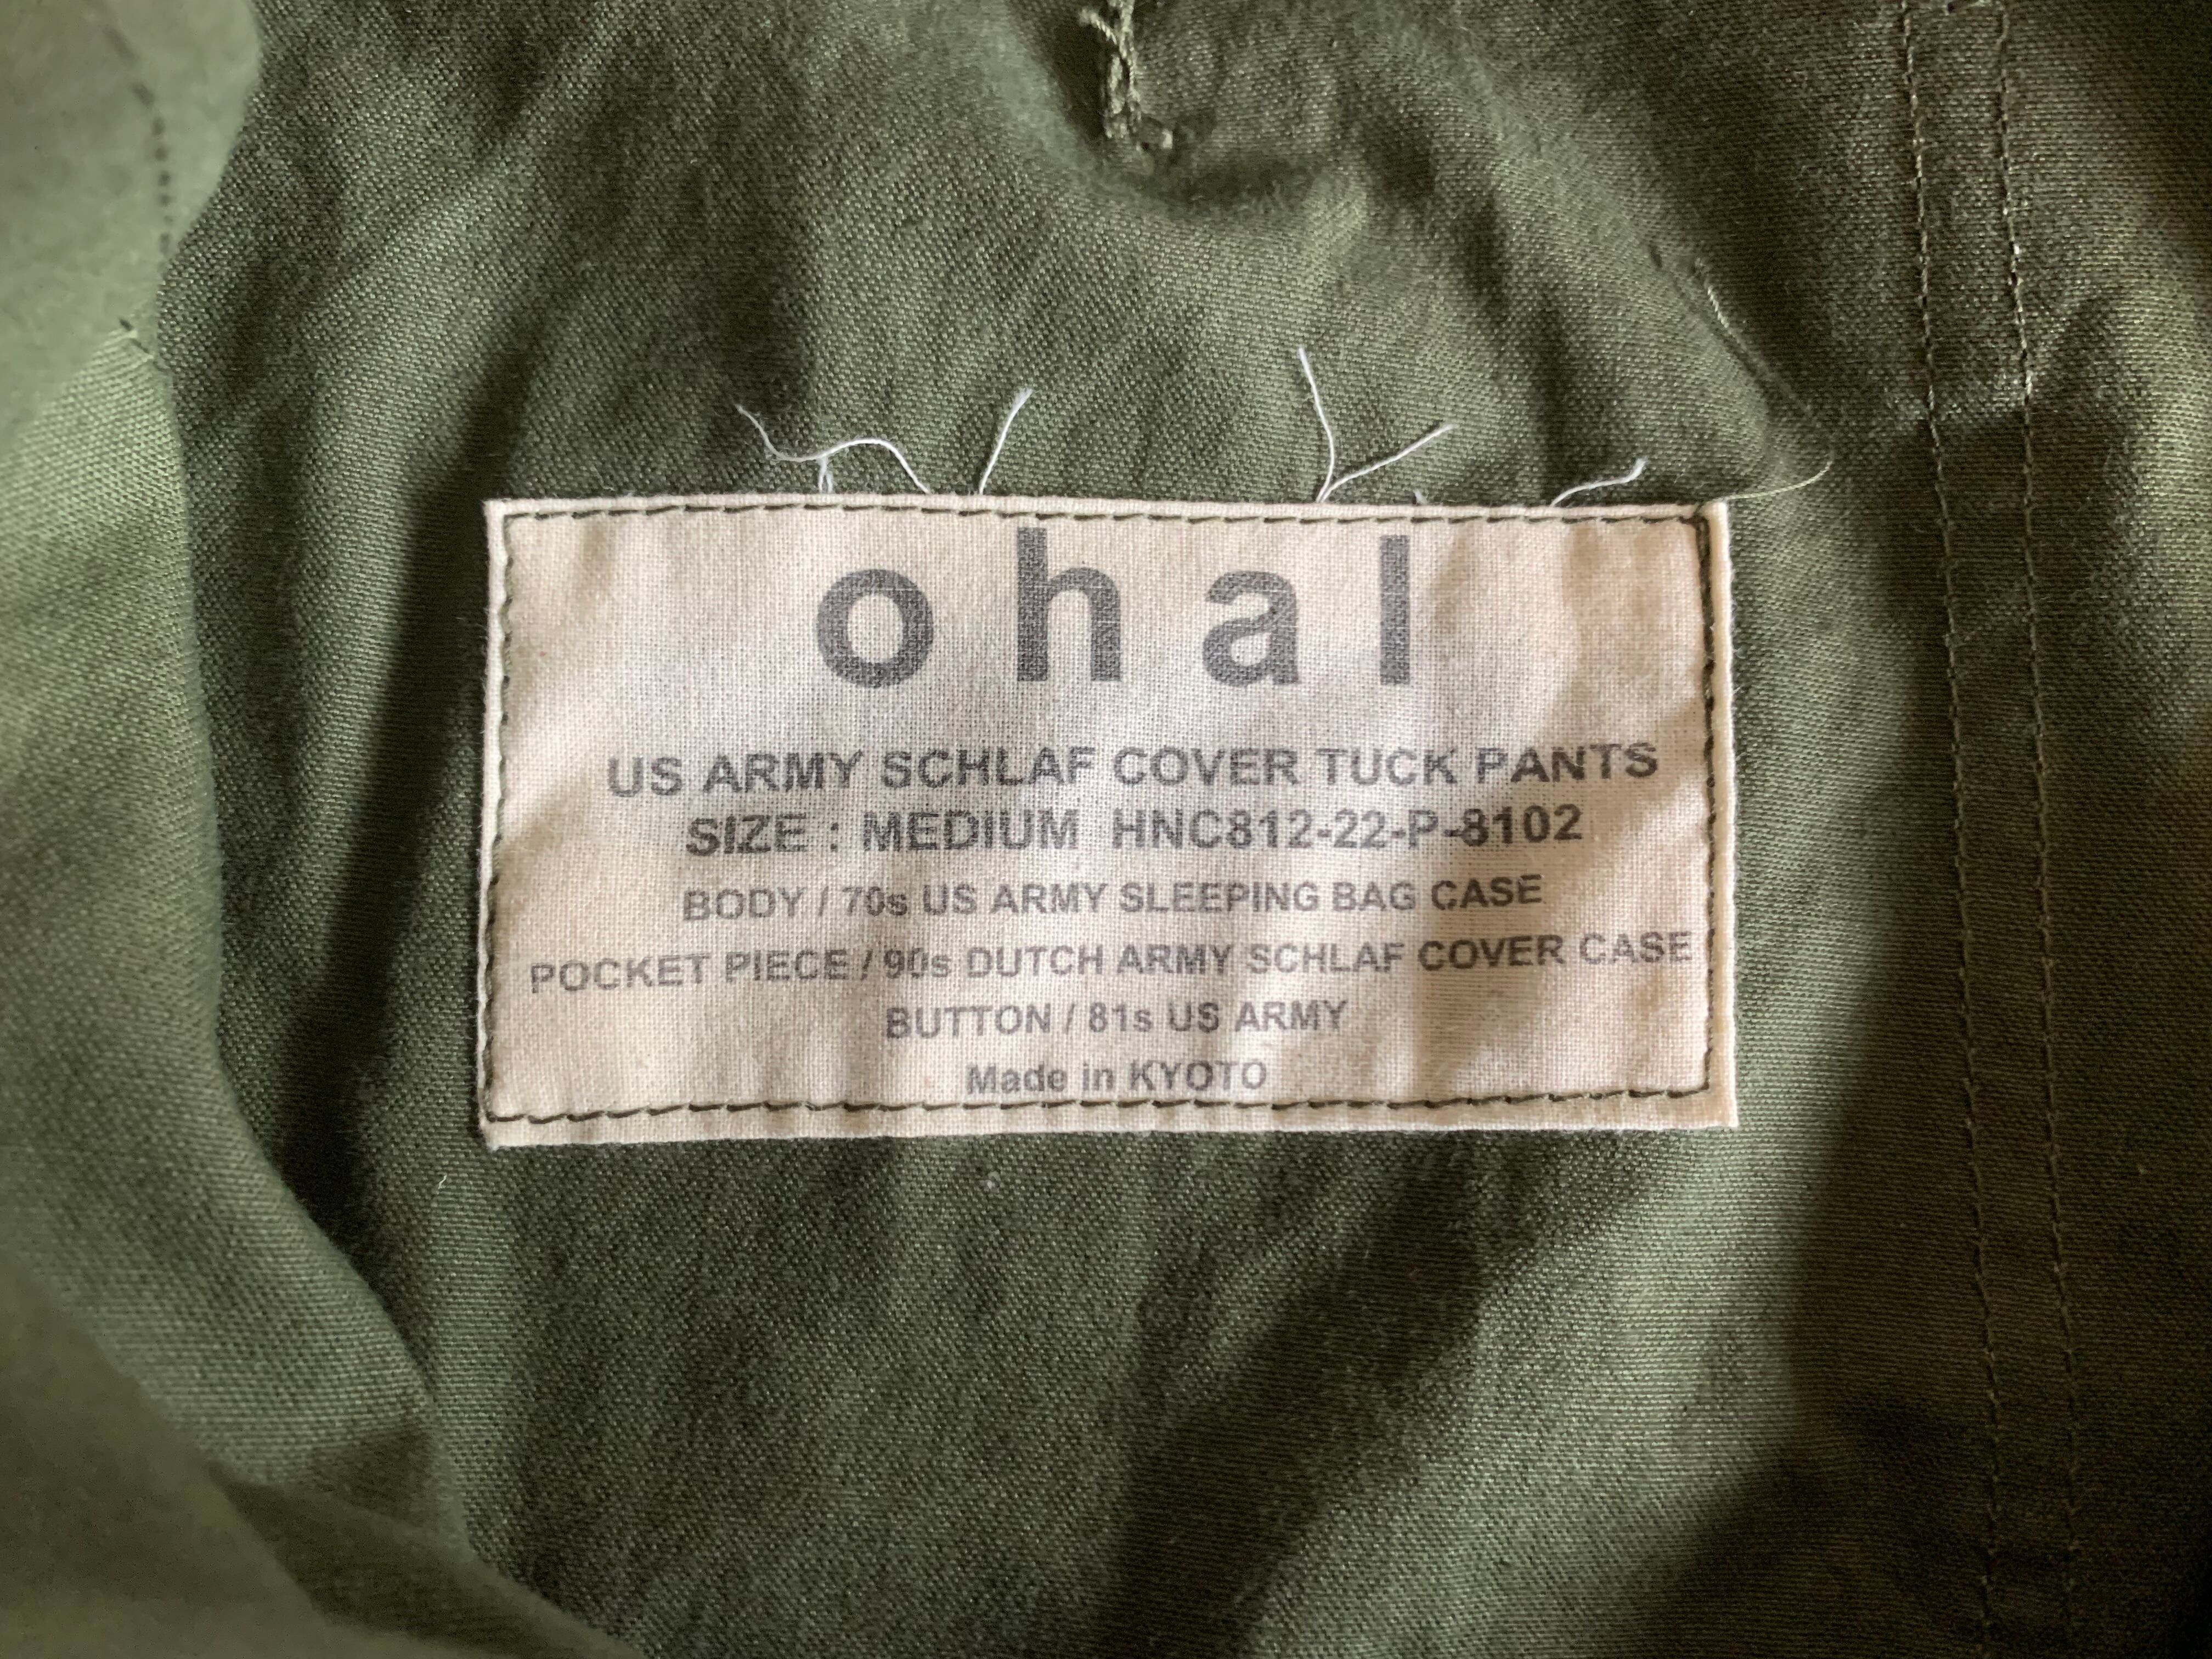 ohal
US ARMY SCHLAF COVER TUCK PANTS
SIZE : MEDIUM HNC812-22-P-8102
BODY / 70s US ARMY SLEEPING BAG CASE
POCKET PIECE / 90s DUTCH ARMY SCHLAF COVER CASE
BUTTON / 81s US ARMY
Made in KYOTO